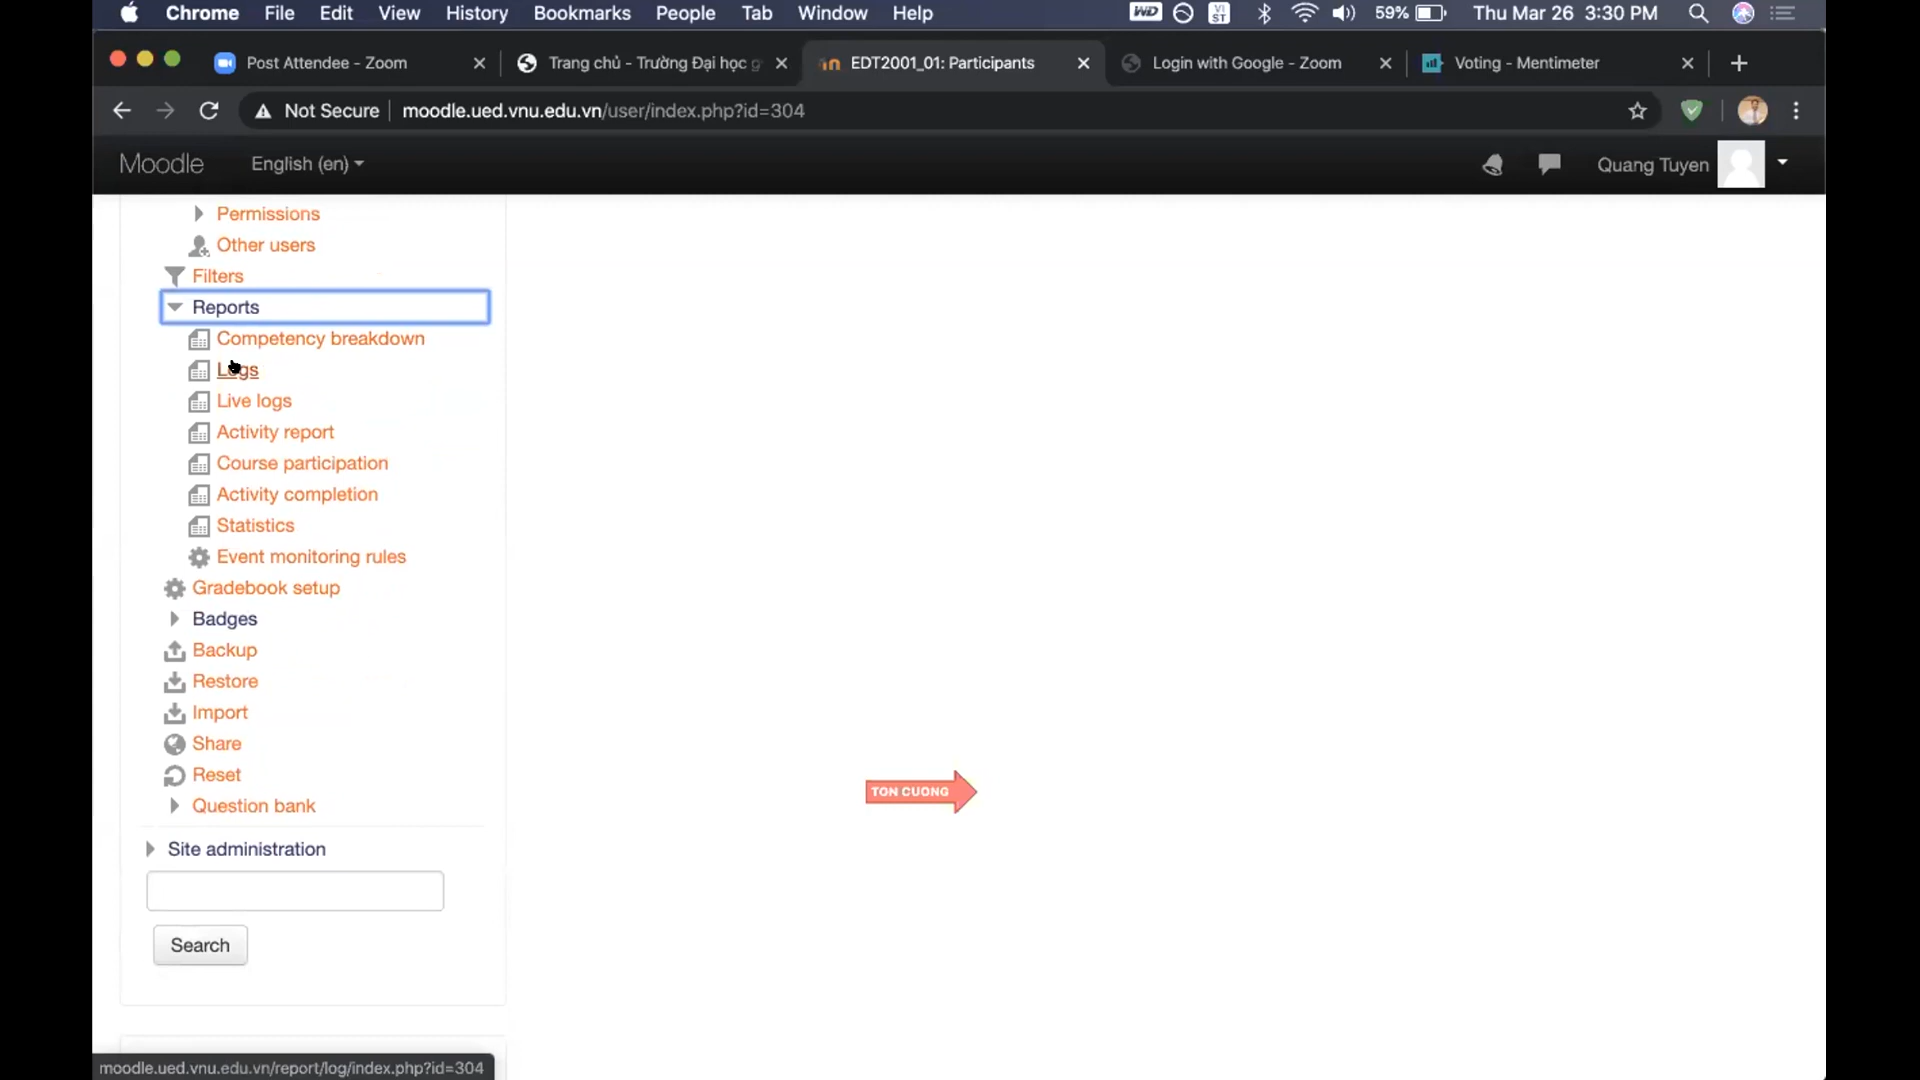 Chrome File Edit View History Bookmarks People Tab Window Help WD VI ST 59% Thu Mar 26 3:30 PM
Post Attendee - Zoom Trang chủ - Trường Đại học g EDT2001_01: Participants Login with Google - Zoom Voting - Mentimeter
Not Secure moodle.ued.vnu.edu.vn/user/index.php?id=304
Moodle English (en) Quang Tuyen
Permissions
Other users
Filters
Reports
Competency breakdown
Logs
Live logs
Activity report
Course participation
Activity completion
Statistics
Event monitoring rules
Gradebook setup
Badges
Backup
Restore
Import
Share
Reset
TON CUONG
Question bank
Site administration
Search
moodle.ued.vnu.edu.vn/report/log/index.php?id=304